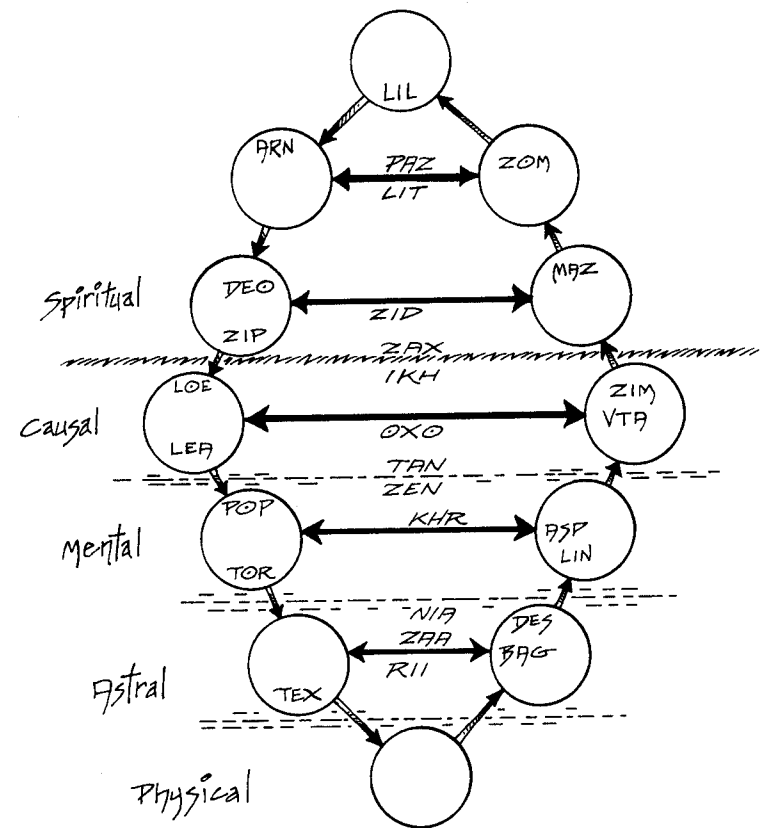 LIL
ARN
PAZ
LIT
ZOM
Spiritual
DEO
ZIP
ZID
MAZ
ZAX
IKH
Causal
LOE
LEA
OXO
ZIM
VTA
TAN
ZEN
Mental
POP
TOR
KHR
ASP
LIN
NIA
Astral
TEX
ZAA
RII
DES
BAG
Physical